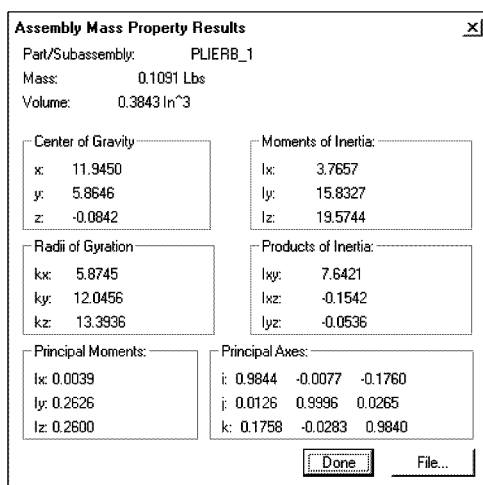 Assembly Mass Property Results
Part/Subassembly: PLIERB_1
Mass: 0.1091 Lbs
Volume: 0.3843 In^3
Center of Gravity
x: 11.9450
y: 5.8646
z: -0.0842
Moments of Inertia:
Ix: 3.7657
Iy: 15.8327
Iz: 19.5744
Radii of Gyration
kx: 5.8745
ky: 12.0456
kz: 13.3936
Products of Inertia:
Ixy: 7.6421
Ixz: -0.1542
Iyz: -0.0536
Principal Moments:
Ix: 0.0039
Iy: 0.2626
Iz: 0.2600
Principal Axes:
i: 0.9844 -0.0077 -0.1760
j: 0.0126 0.9996 0.0265
k: 0.1758 -0.0283 0.9840
Done File...